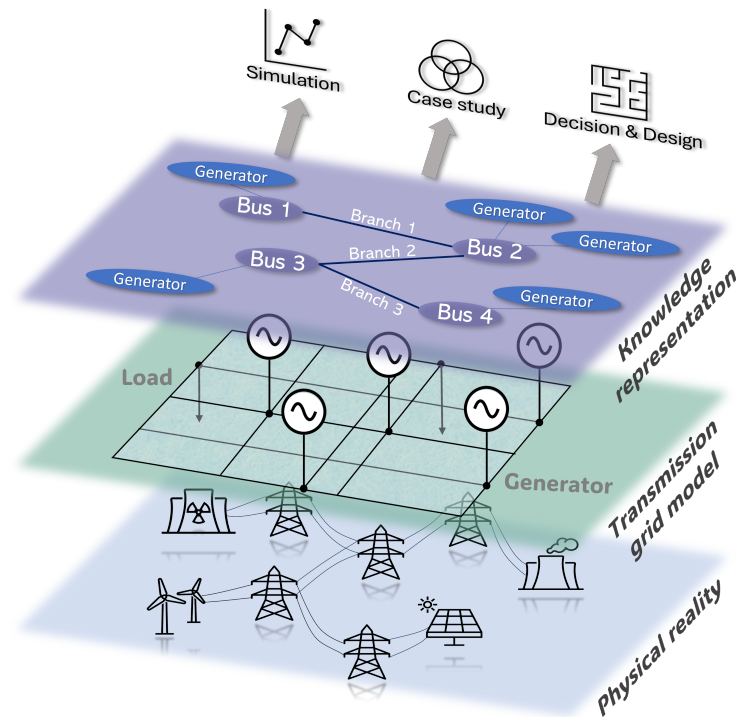 Simulation
Case study
Decision & Design
Generator
Bus 1
Branch 1
Generator
Bus 2
Generator
Branch 2
Bus 3
Generator
Branch 3
Bus 4
Generator
Knowledge
representation
Load
Generator
Transmission
grid model
Physical reality